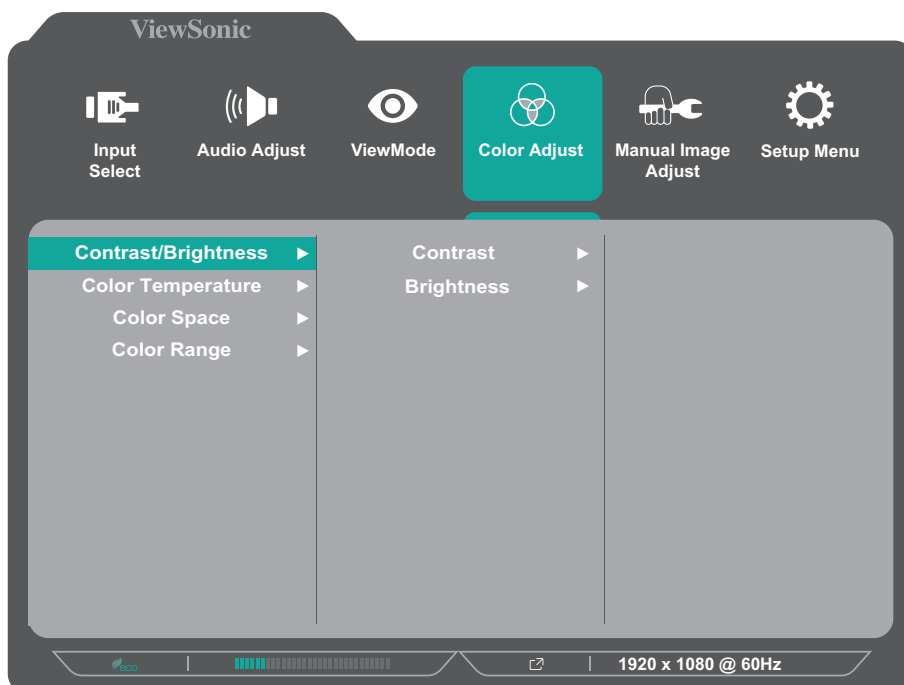 ViewSonic
Input
Select
Audio Adjust
ViewMode
Color Adjust
Manual Image
Adjust
Setup Menu
Contrast/Brightness
Color Temperature
Color Space
Color Range
Contrast
Brightness
eco
1920 x 1080 @ 60Hz